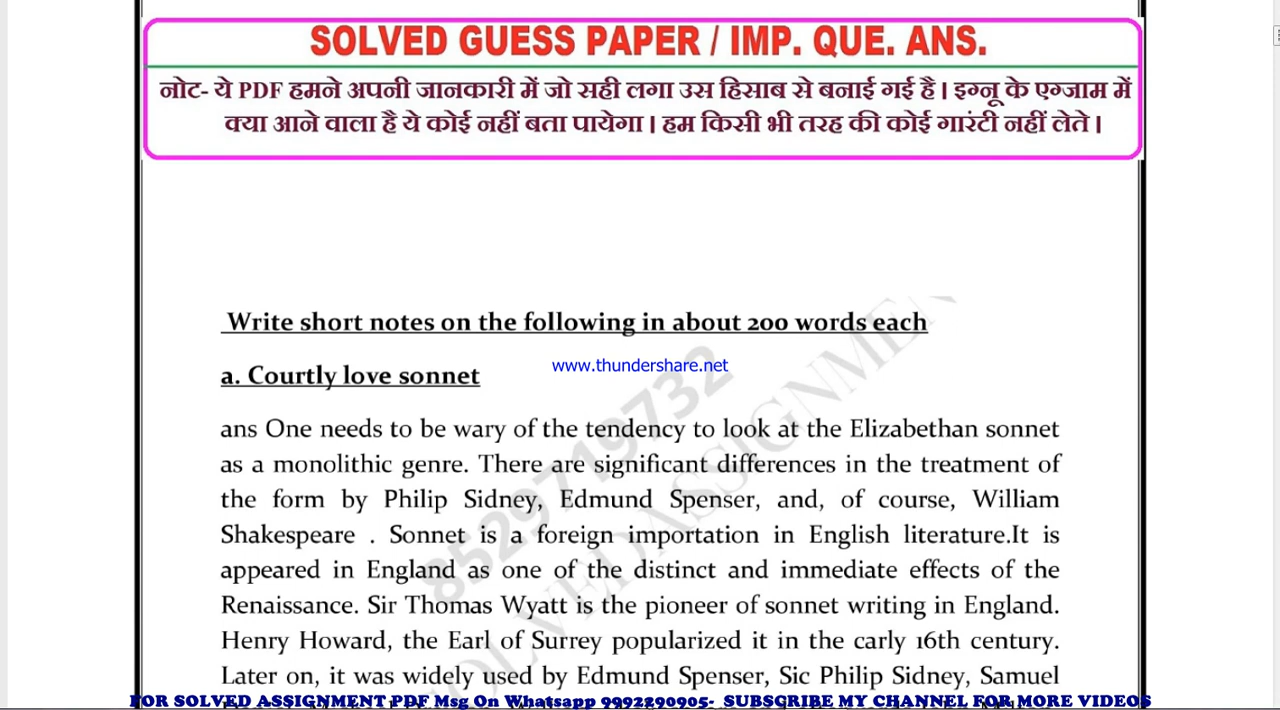 SOLVED GUESS PAPER / IMP. QUE. ANS.
नोट- ये PDF हमने अपनी जानकारी में जो सही लगा उस हिसाब से बनाई गई है। इग्नू के एग्जाम में
क्या आने वाला है ये कोई नहीं बता पायेगा। हम किसी भी तरह की कोई गारंटी नहीं लेते।
Write short notes on the following in about 200 words each
www.thundershare.net
a. Courtly love sonnet
ans One needs to be wary of the tendency to look at the Elizabethan sonnet
as a monolithic genre. There are significant differences in the treatment of
the form by Philip Sidney, Edmund Spenser, and, of course, William
Shakespeare . Sonnet is a foreign importation in English literature.It is
appeared in England as one of the distinct and immediate effects of the
Renaissance. Sir Thomas Wyatt is the pioneer of sonnet writing in England.
Henry Howard, the Earl of Surrey popularized it in the carly 16th century.
Later on, it was widely used by Edmund Spenser, Sic Philip Sidney, Samuel
8529719732
SOLVED ASSIGNMEN
FOR SOLVED ASSIGNMENT PDF Msg On Whatsapp 9992290905- SUBSCRIBE MY CHANNEL FOR MORE VIDEOS